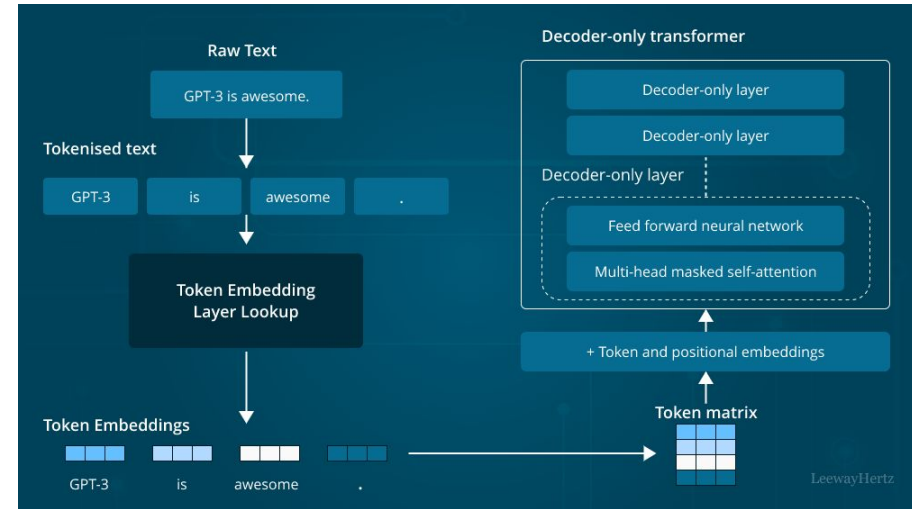 Raw Text
GPT-3 is awesome.
Tokenised text
GPT-3
is
awesome
.
Token Embedding
Layer Lookup
Token Embeddings
GPT-3
is
awesome
.
Decoder-only transformer
Decoder-only layer
Decoder-only layer
Decoder-only layer
Feed forward neural network
Multi-head masked self-attention
+ Token and positional embeddings
Token matrix
LeewayHertz